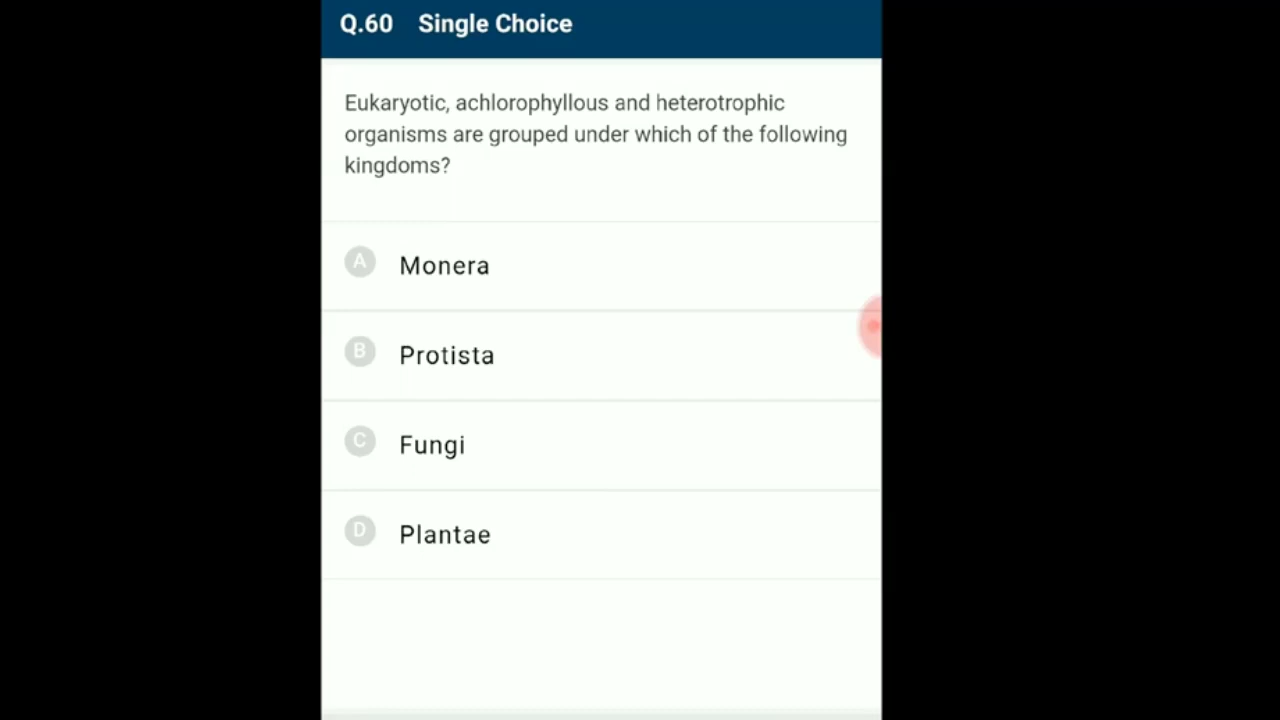 Q.60 Single Choice
Eukaryotic, achlorophyllous and heterotrophic
organisms are grouped under which of the following
kingdoms?
A Monera
B Protista
C Fungi
D Plantae